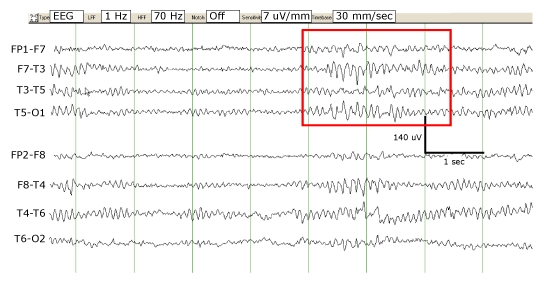 Type EEG LFF 1 Hz HFF 70 Hz Notch Off Sensitivity 7 uV/mm Timebase 30 mm/sec
FP1-F7
F7-T3
T3-T5
T5-O1
140 uV
FP2-F8
1 sec
F8-T4
T4-T6
T6-O2